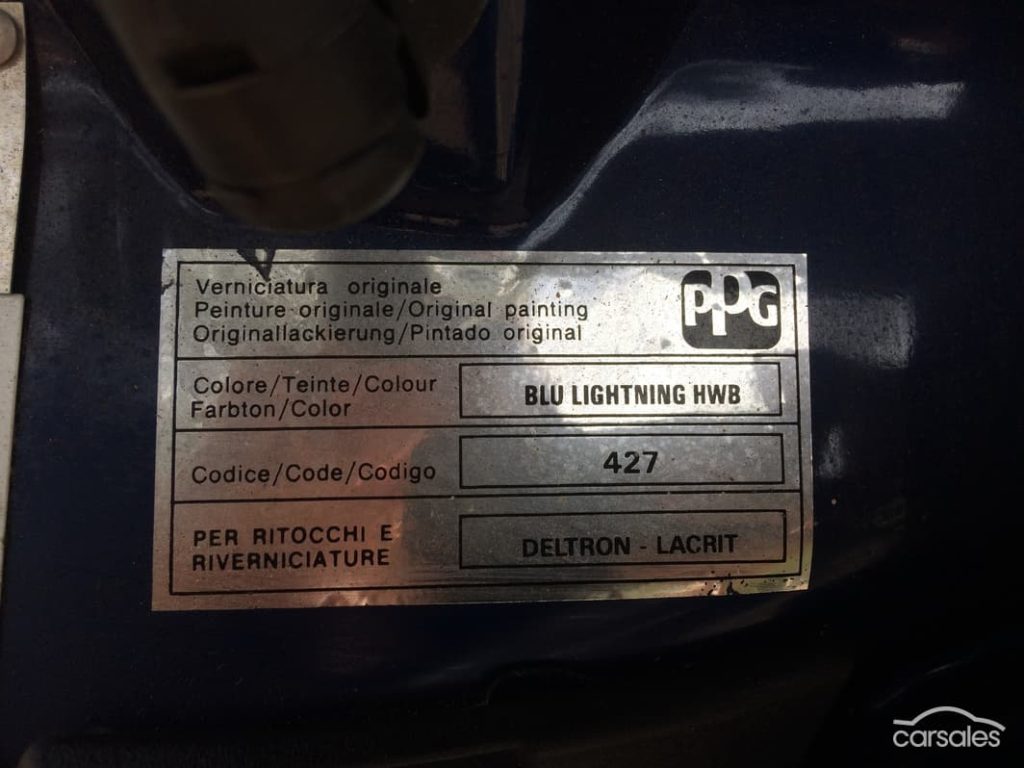 Verniciatura originale
Peinture originale/Original painting
Originallackierung/Pintado original
PPG
Colore/Teinte/Colour
Farbton/Color
BLU LIGHTNING HWB
Codice/Code/Codigo
427
PER RITOCCHI E
RIVERNICIATURE
DELTRON - LACRIT
carsales